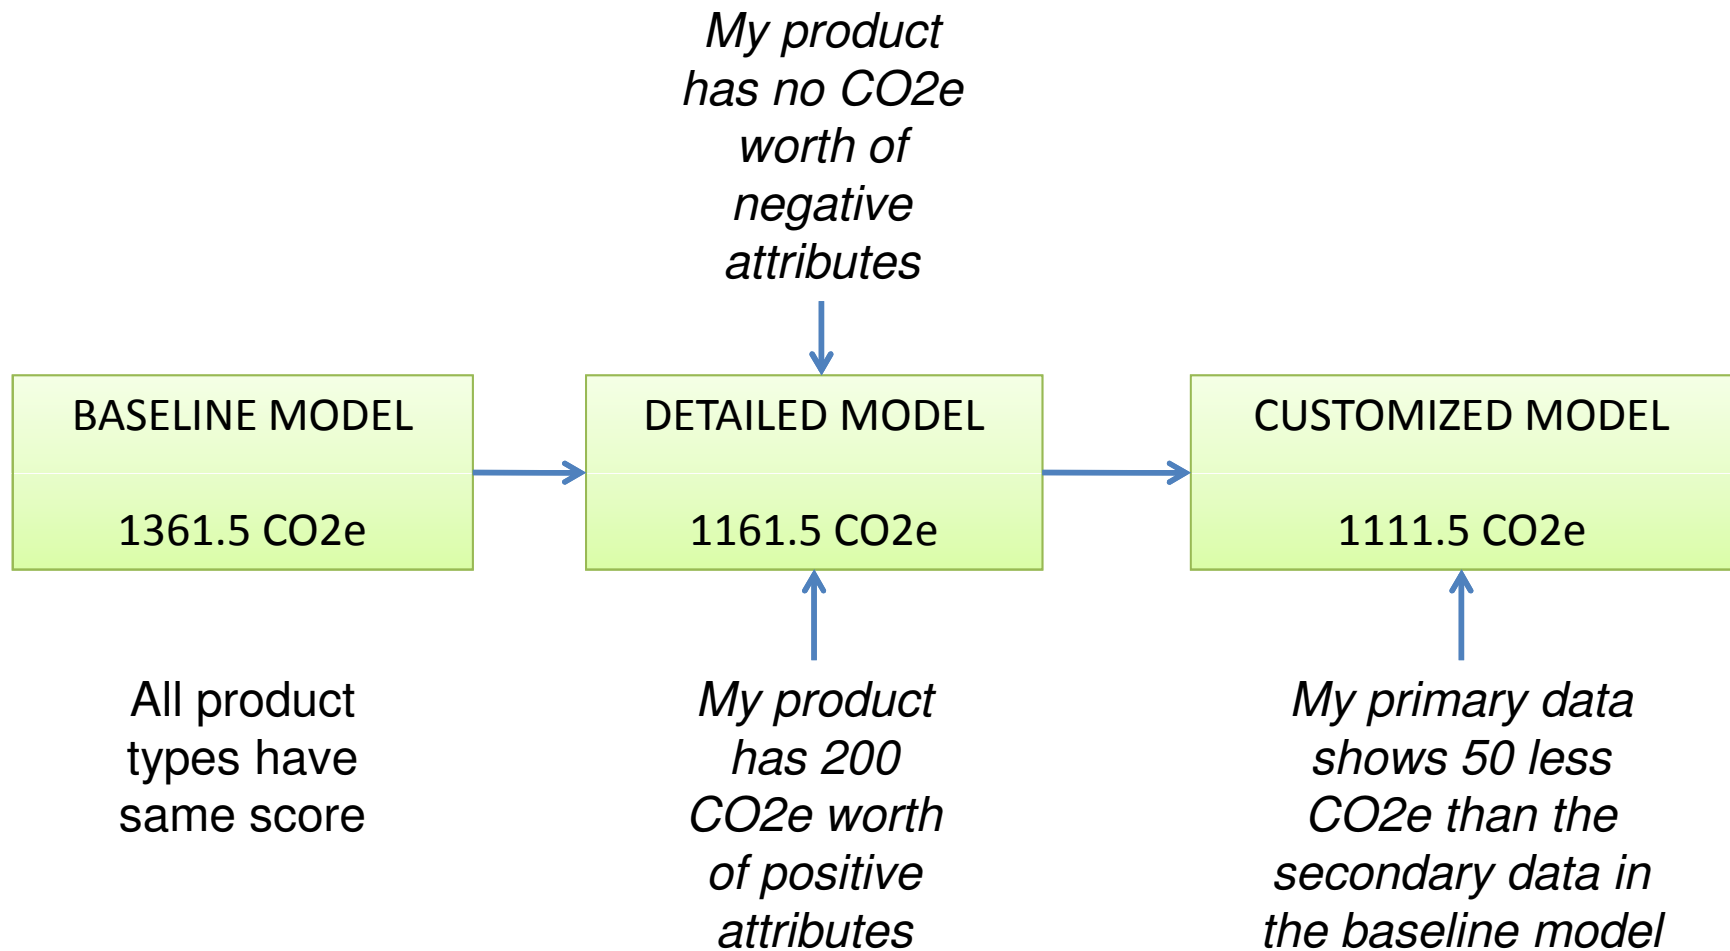 My product
has no CO2e
worth of
negative
attributes
BASELINE MODEL
1361.5 CO2e
DETAILED MODEL
1161.5 CO2e
CUSTOMIZED MODEL
1111.5 CO2e
All product
types have
same score
My product
has 200
CO2e worth
of positive
attributes
My primary data
shows 50 less
CO2e than the
secondary data in
the baseline model